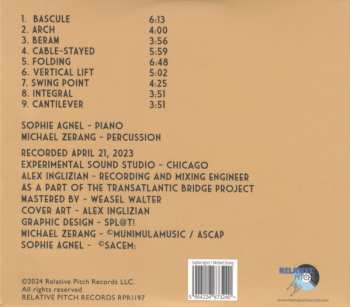 1. BASCULE 6:13
2. ARCH 4:00
3. BERAM 3:56
4. CABLE-STAYED 5:59
5. FOLDING 6:48
6. VERTICAL LIFT 5:02
7. SWING POINT 4:25
8. INTEGRAL 3:51
9. CANTILEVER 3:51
SOPHIE AGNEL - PIANO
MICHAEL ZERANG - PERCUSSION
RECORDED APRIL 21, 2023
EXPERIMENTAL SOUND STUDIO - CHICAGO
ALEX INGLIZIAN - RECORDING AND MIXING ENGINEER
AS A PART OF THE TRANSATLANTIC BRIDGE PROJECT
MASTERED BY - WEASEL WALTER
COVER ART - ALEX INGLIZIAN
GRAPHIC DESIGN - SPL@T!
MICHAEL ZERANG - ©MUNIMULAMUSIC / ASCAP
SOPHIE AGNEL - ©SACEM:
©2024 Relative Pitch Records LLC.
All rights reserved
RELATIVE PITCH RECORDS RPR1197
RELATIVE